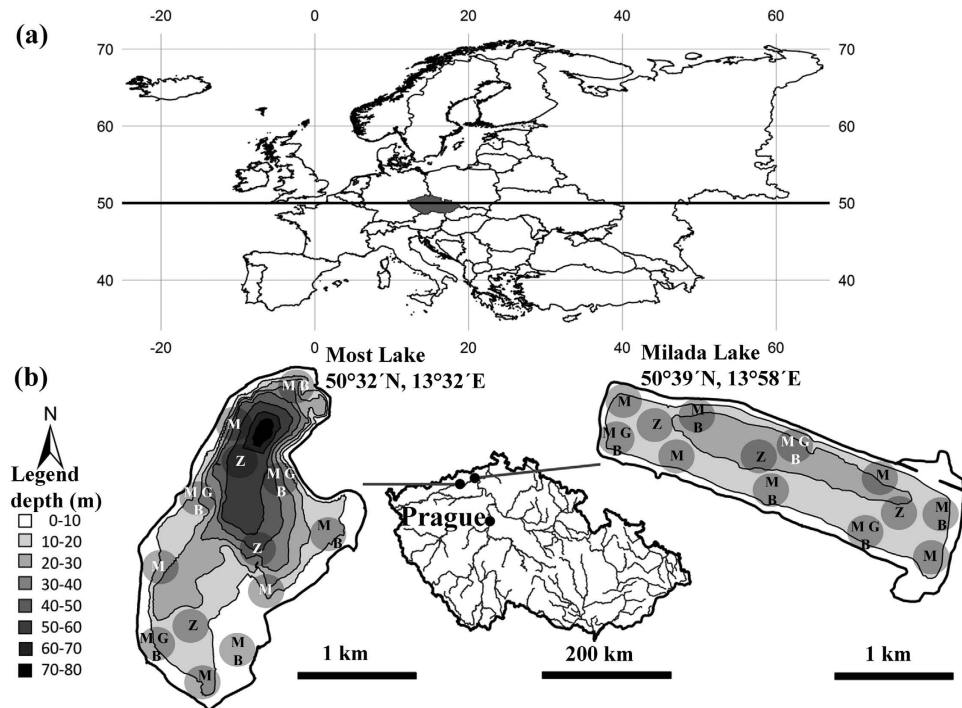 (a)
-20 0 20 40 60
70 70
60 60
50 50
40 40
-20 0 20 40 60
(b)
Most Lake
50°32´N, 13°32´E
Milada Lake
50°39´N, 13°58´E
N
Legend
depth (m)
0-10
10-20
20-30
30-40
40-50
50-60
60-70
70-80
M B
M
Z
M G
B
M G
B
M
B
Z
M
M
Z
M G
B
M
B
M
Prague
M
M
B
Z
M G
B
M G
B
M
Z
M
M
B
Z
M
B
M G
B
M
1 km
200 km
1 km